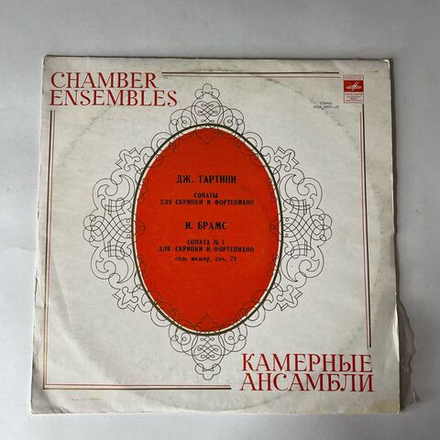 CHAMBER
ENSEMBLES
СТЕРЕО
ДЖ. ТАРТИНИ
СОНАТЫ
ДЛЯ СКРИПКИ И ФОРТЕПИАНО
И. БРАМС
СОНАТА № 1
ДЛЯ СКРИПКИ И ФОРТЕПИАНО
соль мажор, соч. 78
КАМЕРНЫЕ
АНСАМБЛИ